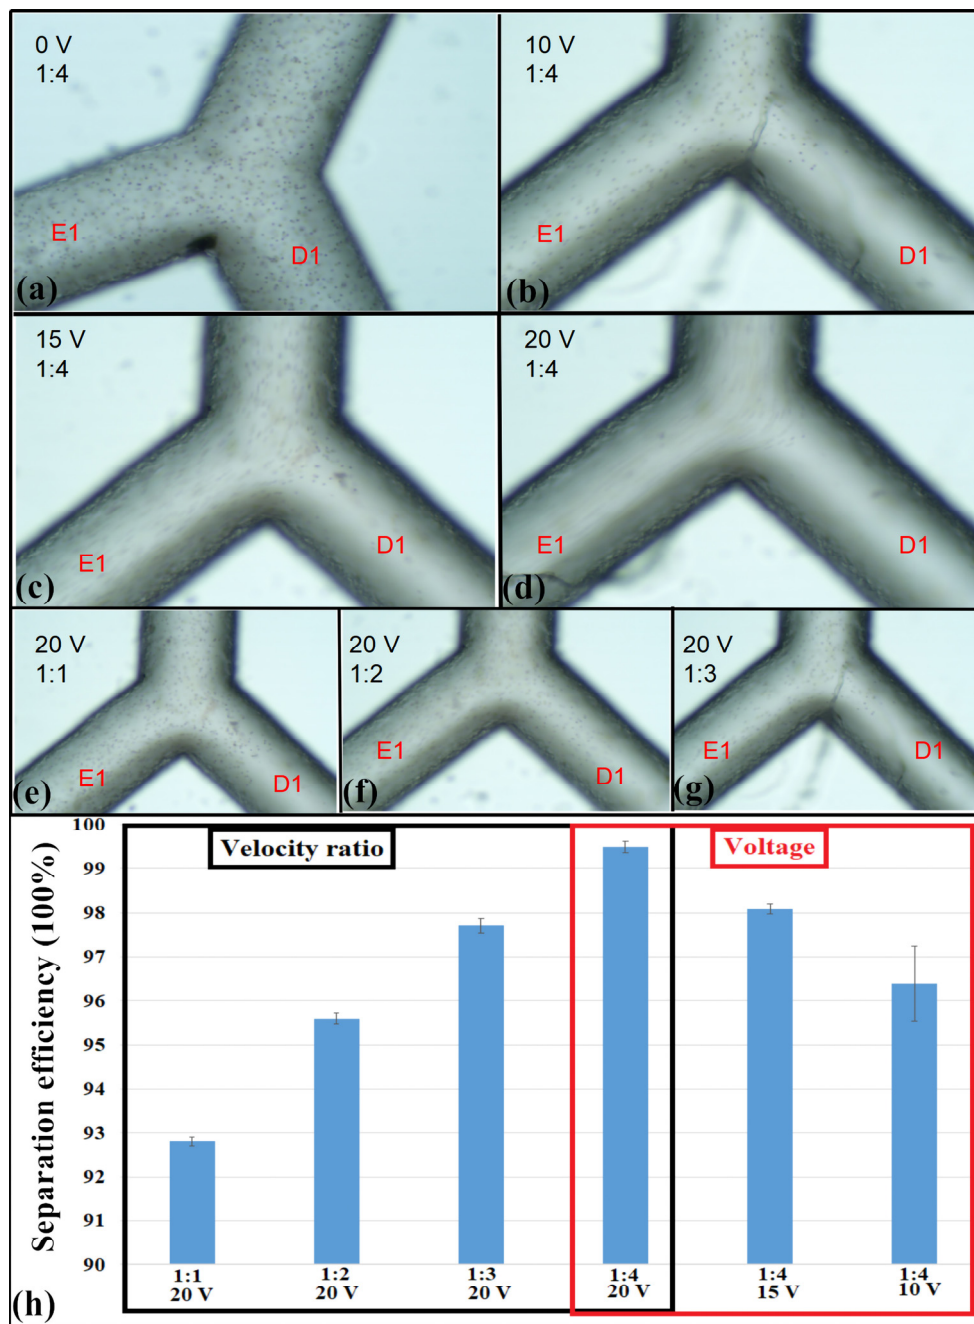 0 V
1:4
E1
D1
(a)
10 V
1:4
E1
D1
(b)
15 V
1:4
E1
D1
(c)
20 V
1:4
E1
D1
(d)
20 V
1:1
E1
D1
(e)
20 V
1:2
E1
D1
(f)
20 V
1:3
E1
D1
(g)
Separation efficiency (100%)
100
99
98
97
96
95
94
93
92
91
90
Velocity ratio
Voltage
1:1
20 V
1:2
20 V
1:3
20 V
1:4
20 V
1:4
15 V
1:4
10 V
(h)